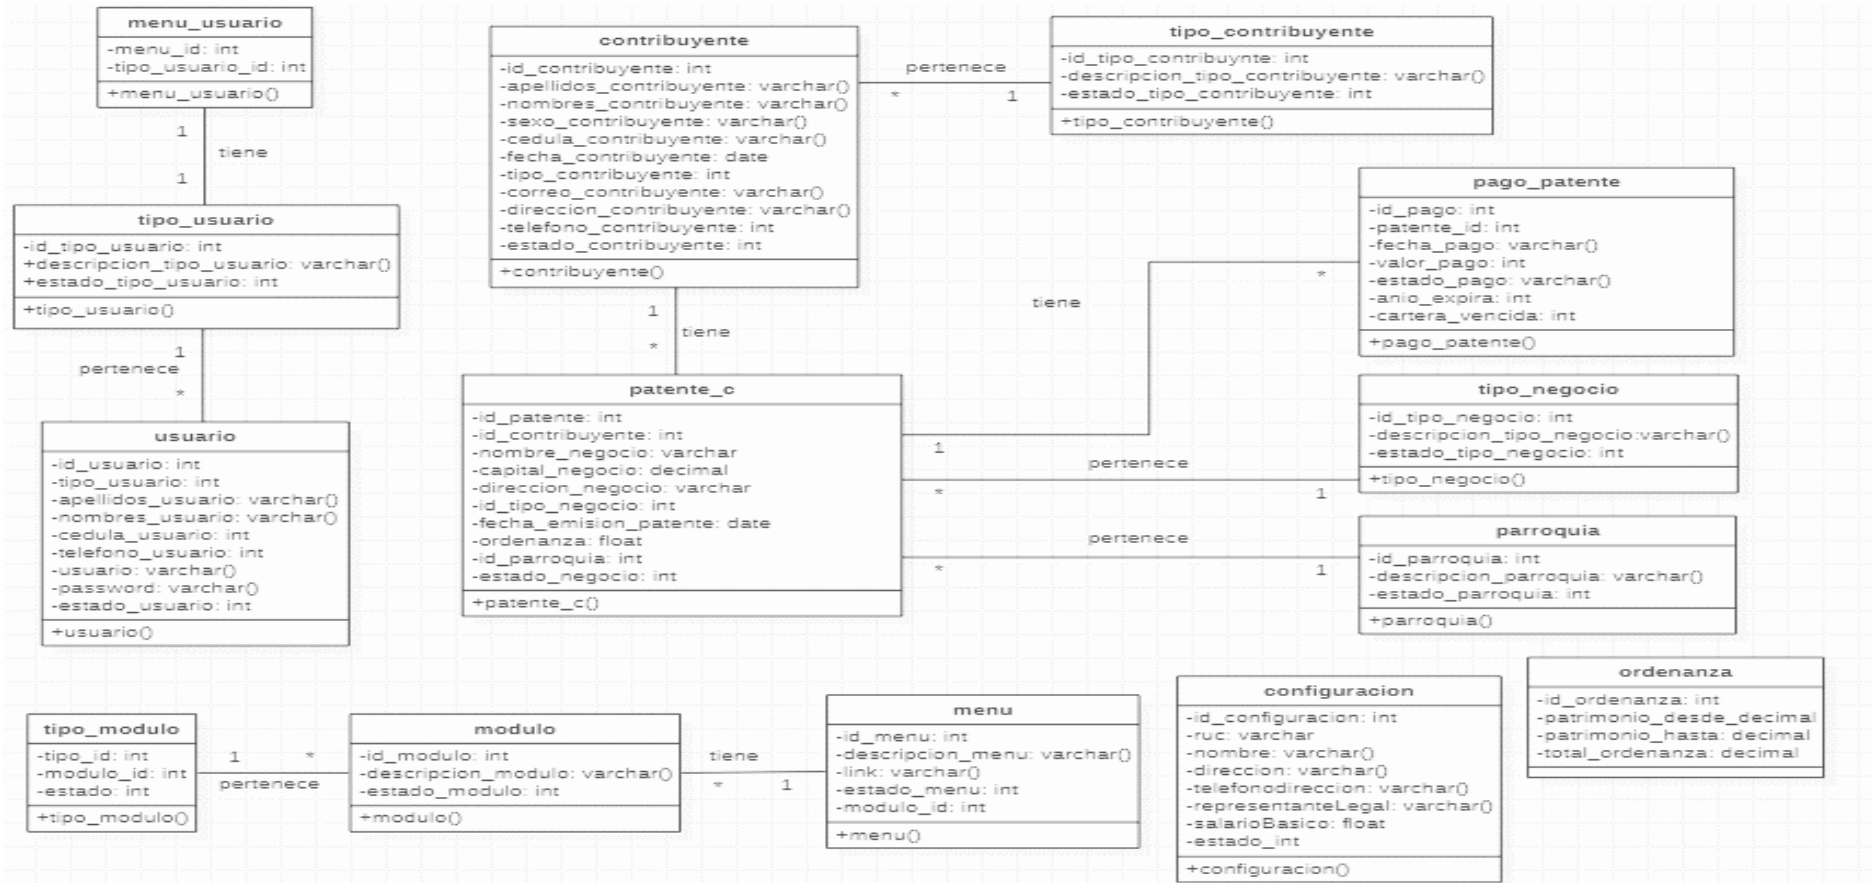 menu_usuario
-menu_id: int
-tipo_usuario_id: int
+menu_usuario()
1
tiene
1
tipo_usuario
-id_tipo_usuario: int
+descripcion_tipo_usuario: varchar()
+estado_tipo_usuario: int
+tipo_usuario()
1
pertenece
*
usuario
-id_usuario: int
-tipo_usuario: int
-apellidos_usuario: varchar()
-nombres_usuario: varchar()
-cedula_usuario: int
-telefono_usuario: int
-usuario: varchar()
-password: varchar()
-estado_usuario: int
+usuario()
contribuyente
-id_contribuyente: int
-apellidos_contribuyente: varchar()
-nombres_contribuyente: varchar()
-sexo_contribuyente: varchar()
-cedula_contribuyente: varchar()
-fecha_contribuyente: date
-tipo_contribuyente: int
-correo_contribuyente: varchar()
-direccion_contribuyente: varchar()
-telefono_contribuyente: int
-estado_contribuyente: int
+contribuyente()
pertenece
* 1
tipo_contribuyente
-id_tipo_contribuynte: int
-descripcion_tipo_contribuyente: varchar()
-estado_tipo_contribuyente: int
+tipo_contribuyente()
1
tiene
*
patente_c
-id_patente: int
-id_contribuyente: int
-nombre_negocio: varchar
-capital_negocio: decimal
-direccion_negocio: varchar
-id_tipo_negocio: int
-fecha_emision_patente: date
-ordenanza: float
-id_parroquia: int
-estado_negocio: int
+patente_c()
*
tiene
1
pago_patente
-id_pago: int
-patente_id: int
-fecha_pago: varchar()
-valor_pago: int
-estado_pago: varchar()
-anio_expira: int
-cartera_vencida: int
+pago_patente()
pertenece
* 1
tipo_negocio
-id_tipo_negocio: int
-descripcion_tipo_negocio:varchar()
-estado_tipo_negocio: int
+tipo_negocio()
pertenece
* 1
parroquia
-id_parroquia: int
-descripcion_parroquia: varchar()
-estado_parroquia: int
+parroquia()
tipo_modulo
-tipo_id: int
-modulo_id: int
-estado: int
+tipo_modulo()
1 *
pertenece
modulo
-id_modulo: int
-descripcion_modulo: varchar()
-estado_modulo: int
+modulo()
tiene
* 1
menu
-id_menu: int
-descripcion_menu: varchar()
-link: varchar()
-estado_menu: int
-modulo_id: int
+menu()
configuracion
-id_configuracion: int
-ruc: varchar
-nombre: varchar()
-direccion: varchar()
-telefonodireccion: varchar()
-representanteLegal: varchar()
-salarioBasico: float
-estado_int
+configuracion()
ordenanza
-id_ordenanza: int
-patrimonio_desde_decimal
-patrimonio_hasta: decimal
-total_ordenanza: decimal